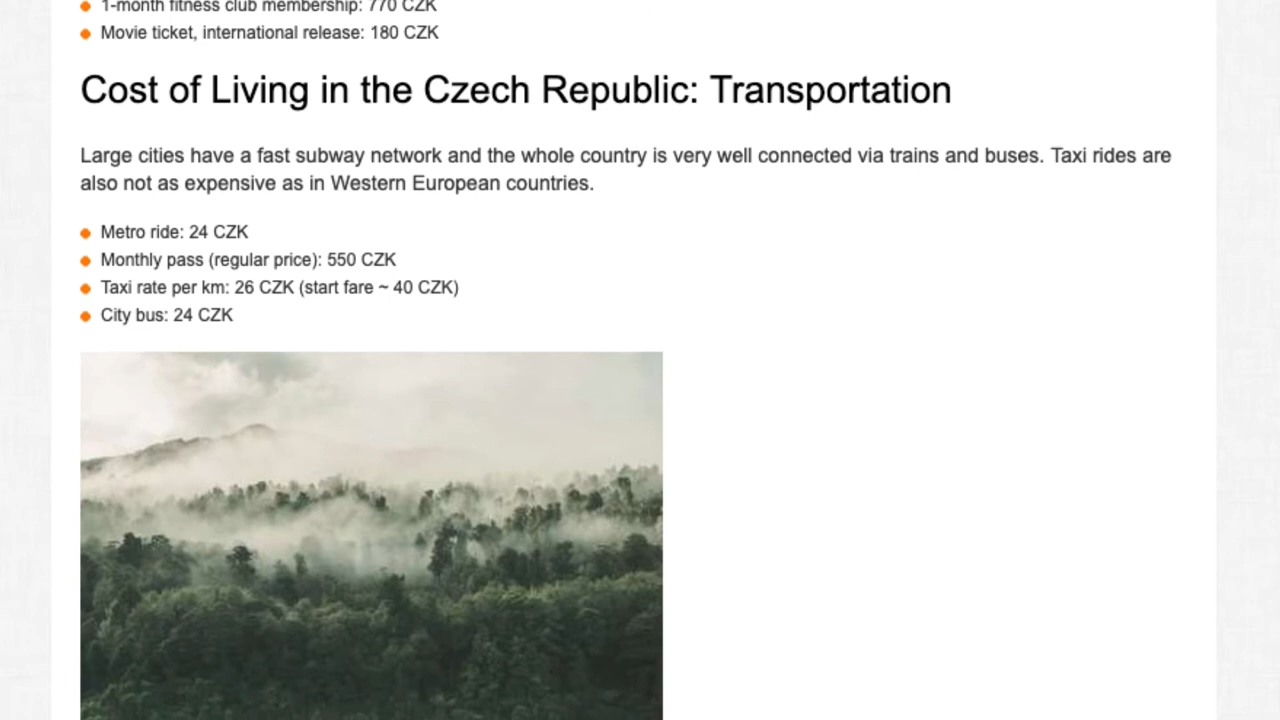 1-month fitness club membership: 770 CZK
Movie ticket, international release: 180 CZK
Cost of Living in the Czech Republic: Transportation
Large cities have a fast subway network and the whole country is very well connected via trains and buses. Taxi rides are
also not as expensive as in Western European countries.
Metro ride: 24 CZK
Monthly pass (regular price): 550 CZK
Taxi rate per km: 26 CZK (start fare ~ 40 CZK)
City bus: 24 CZK